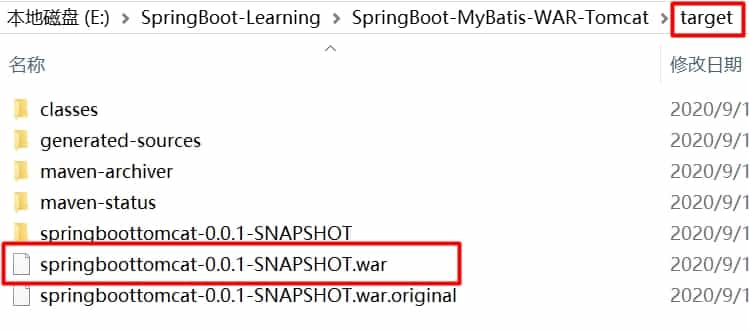 本地磁盘 (E:) > SpringBoot-Learning > SpringBoot-MyBatis-WAR-Tomcat > target
名称 修改日期
classes 2020/9/1
generated-sources 2020/9/1
maven-archiver 2020/9/1
maven-status 2020/9/1
springboottomcat-0.0.1-SNAPSHOT 2020/9/1
springboottomcat-0.0.1-SNAPSHOT.war 2020/9/1
springboottomcat-0.0.1-SNAPSHOT.war.original 2020/9/1